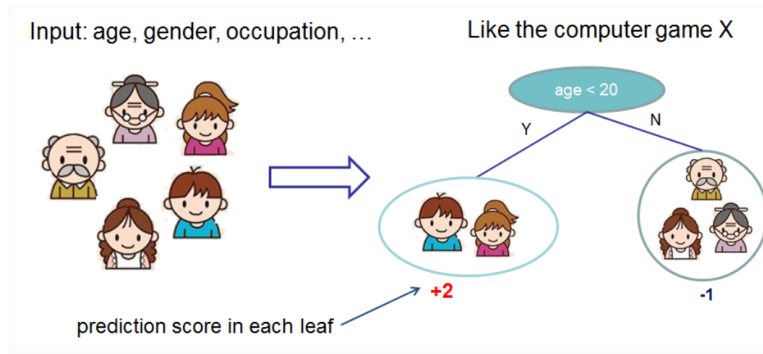 Input: age, gender, occupation, …
Like the computer game X
age < 20
Y
N
+2
-1
prediction score in each leaf